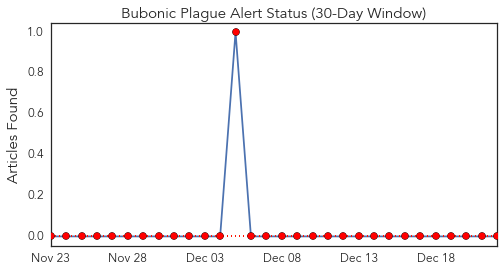 Bubonic Plague Alert Status (30-Day Window)
Articles Found
1.0
0.8
0.6
0.4
0.2
0.0
Nov 23 Nov 28 Dec 03 Dec 08 Dec 13 Dec 18